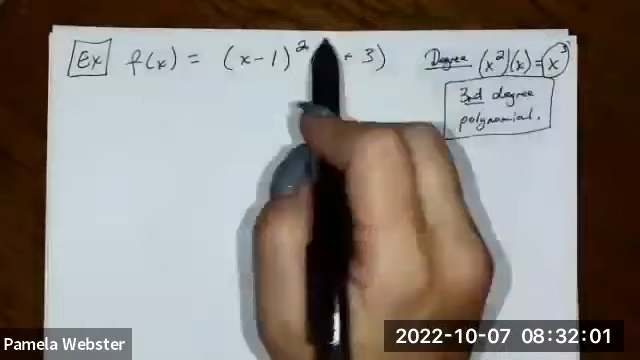 Ex f(x) = (x-1)² + 3)
Degree (x²)(x) = x³
3rd degree
polynomial.
Pamela Webster
2022-10-07 08:32:01